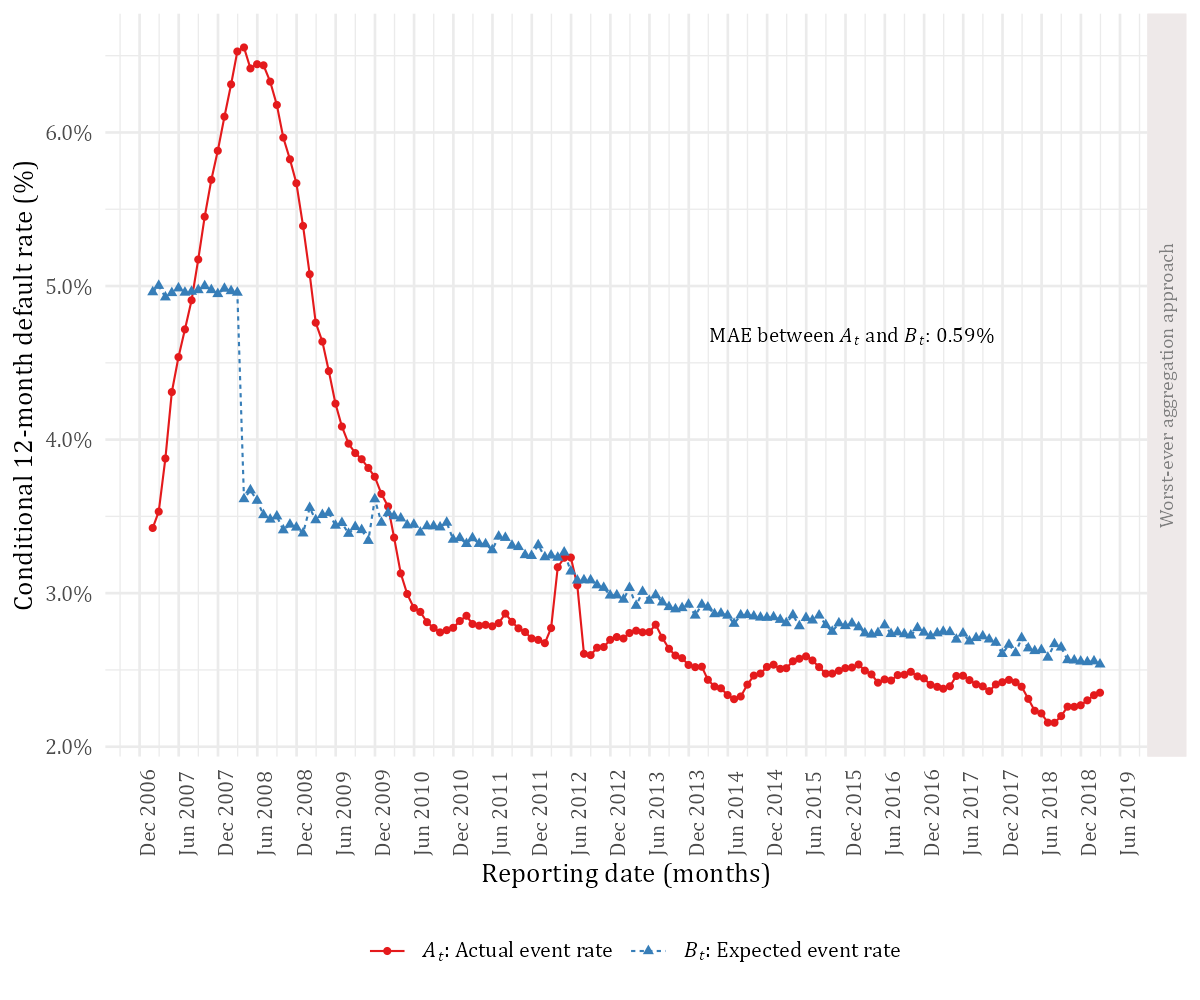 Conditional 12-month default rate (%)
6.0%
5.0%
4.0%
3.0%
2.0%
MAE between A_t and B_t: 0.59%
Worst-ever aggregation approach
Dec 2006
Jun 2007
Dec 2007
Jun 2008
Dec 2008
Jun 2009
Dec 2009
Jun 2010
Dec 2010
Jun 2011
Dec 2011
Jun 2012
Dec 2012
Jun 2013
Dec 2013
Jun 2014
Dec 2014
Jun 2015
Dec 2015
Jun 2016
Dec 2016
Jun 2017
Dec 2017
Jun 2018
Dec 2018
Jun 2019
Reporting date (months)
A_t: Actual event rate B_t: Expected event rate